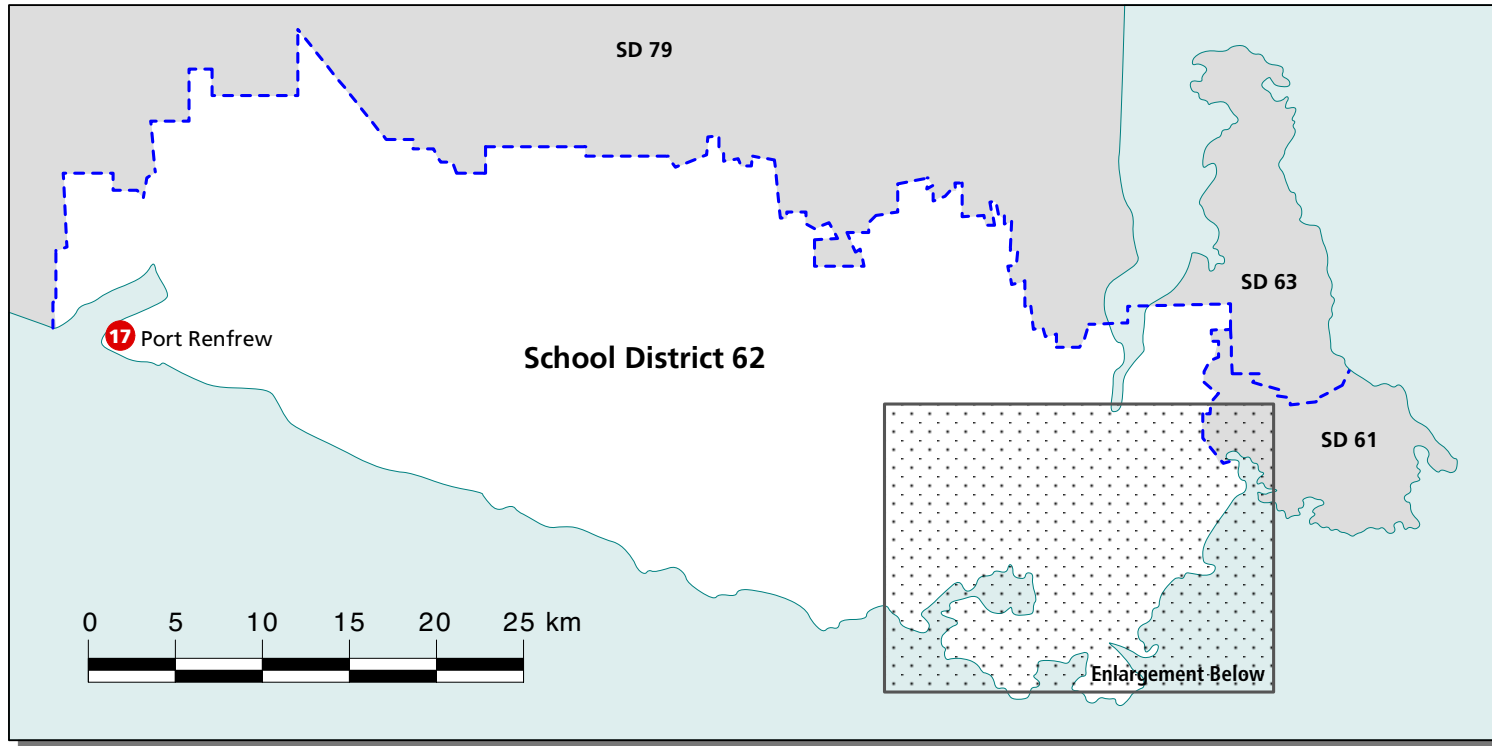 SD 79
SD 63
17 Port Renfrew
School District 62
SD 61
0 5 10 15 20 25 km
Enlargement Below